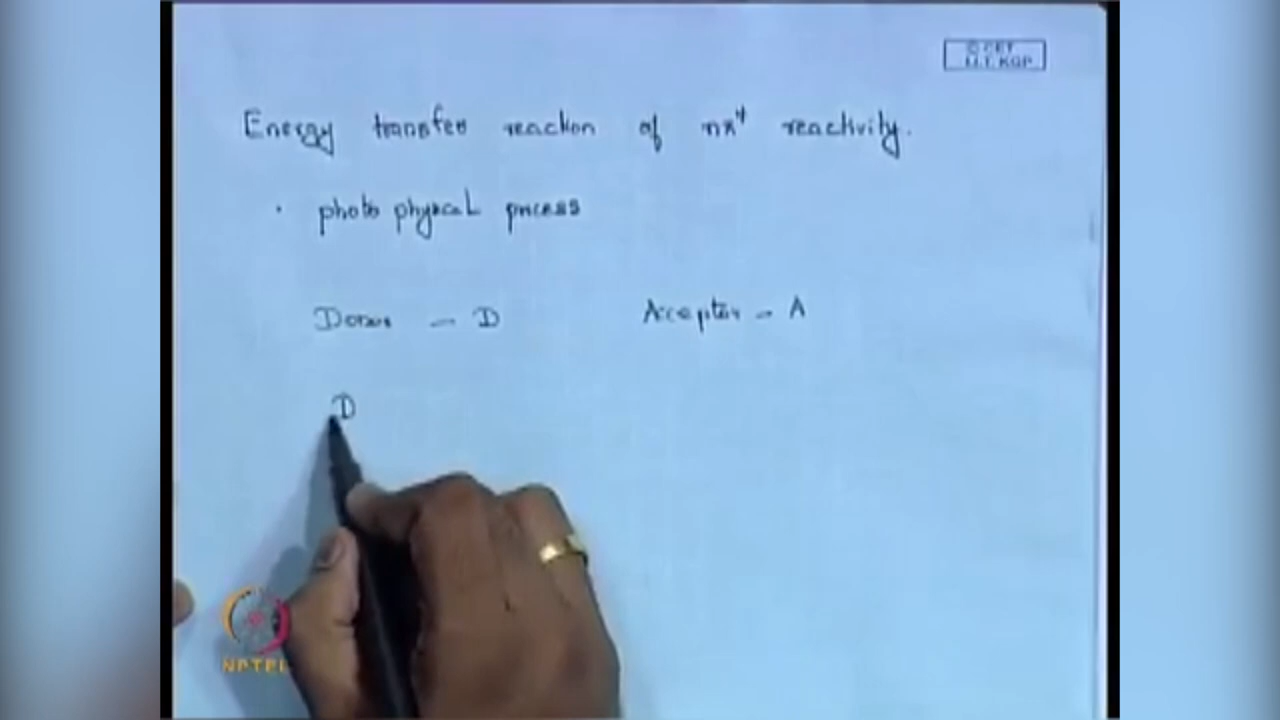 © CET
I.I.T. KGP
Energy transfer reaction of nπ* reactivity.
· photo physical process
Donor - D Acceptor - A
D
NPTEL